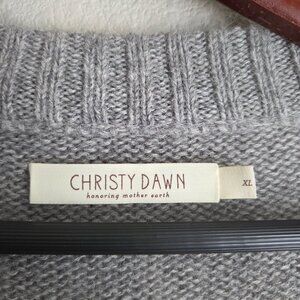 CHRISTY DAWN
honoring mother earth
XL